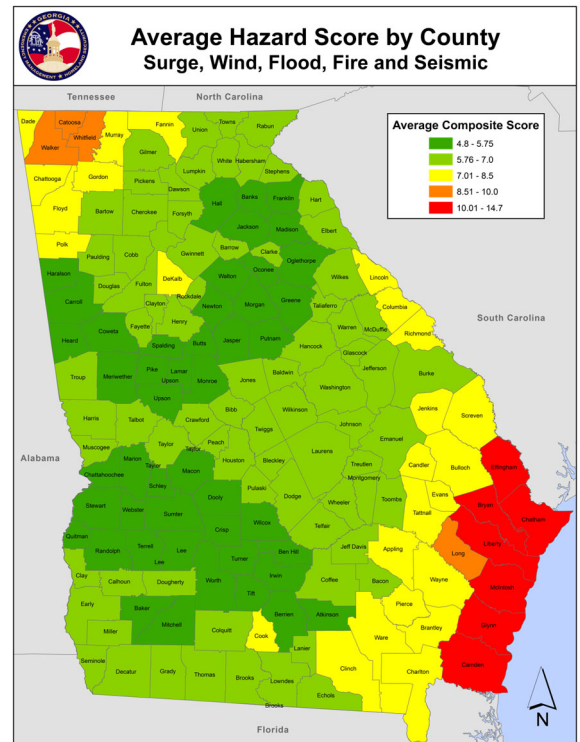 GEORGIA
EMERGENCY MANAGEMENT HOMELAND SECURITY
Average Hazard Score by County
Surge, Wind, Flood, Fire and Seismic
Tennessee
North Carolina
Average Composite Score
4.8 - 5.75
5.76 - 7.0
7.01 - 8.5
8.51 - 10.0
10.01 - 14.7
Dade
Catoosa
Whitfield
Walker
Murray
Fannin
Union
Towns
Rabun
Gilmer
White
Habersham
Lumpkin
Stephens
Chattooga
Gordon
Pickens
Dawson
Hall
Banks
Franklin
Hart
Floyd
Bartow
Cherokee
Forsyth
Jackson
Madison
Elbert
Polk
Paulding
Cobb
Gwinnett
Barrow
Clarke
Oglethorpe
Haralson
Douglas
Fulton
DeKalb
Walton
Oconee
Wilkes
Lincoln
Rockdale
Carroll
Clayton
Newton
Morgan
Greene
Taliaferro
Columbia
Fayette
Henry
Warren
McDuffie
Richmond
South Carolina
Heard
Coweta
Spalding
Butts
Jasper
Putnam
Hancock
Glascock
Jefferson
Burke
Troup
Meriwether
Pike
Lamar
Upson
Monroe
Jones
Baldwin
Washington
Upson
Jenkins
Screven
Harris
Talbot
Crawford
Bibb
Wilkinson
Johnson
Emanuel
Muscogee
Taylor
Taylor
Peach
Twiggs
Houston
Bleckley
Laurens
Candler
Bulloch
Effingham
Alabama
Marion
Taylor
Chattahoochee
Macon
Schley
Treutlen
Montgomery
Evans
Bryan
Chatham
Stewart
Webster
Sumter
Dooly
Pulaski
Dodge
Wheeler
Toombs
Tattnall
Quitman
Crisp
Wilcox
Telfair
Liberty
Long
Randolph
Terrell
Lee
Lee
Turner
Ben Hill
Jeff Davis
Appling
Clay
Calhoun
Dougherty
Worth
Irwin
Tift
Coffee
Bacon
Wayne
McIntosh
Early
Baker
Mitchell
Berrien
Atkinson
Pierce
Miller
Colquitt
Cook
Ware
Brantley
Glynn
Lanier
Seminole
Decatur
Grady
Thomas
Brooks
Lowndes
Echols
Clinch
Charlton
Camden
Brooks
Florida
N